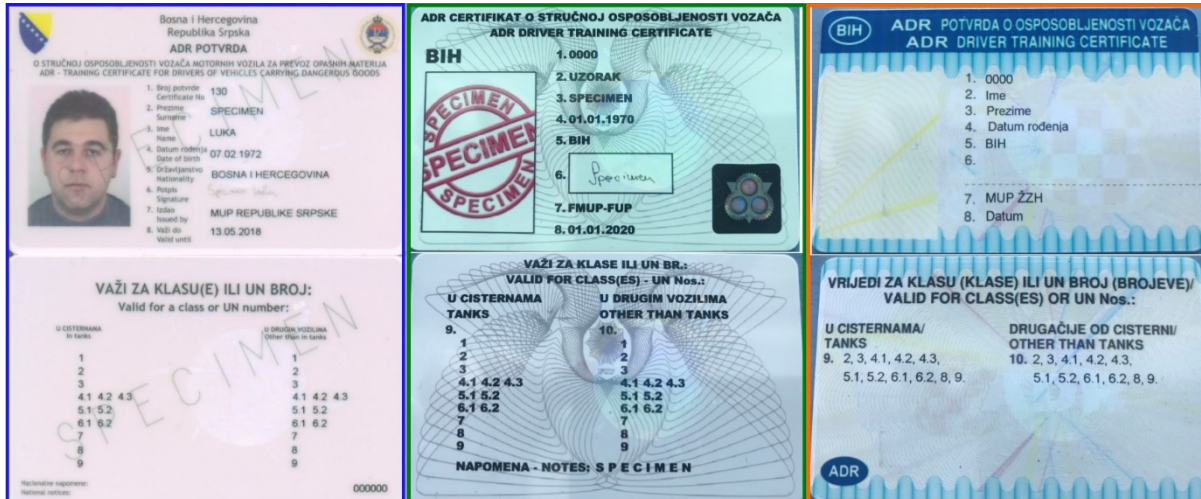 Bosna i Hercegovina
Republika Srpska
ADR POTVRDA
O STRUČNOJ OSPOSOBLJENOSTI VOZAČA MOTORNIH VOZILA ZA PREVOZ OPASNIH MATERIJA
ADR - TRAINING CERTIFICATE FOR DRIVERS OF VEHICLES CARRYING DANGEROUS GOODS
1. Broj potvrde
Certificate No 130
2. Prezime
Surname SPECIMEN
3. Ime
Name LUKA
4. Datum rođenja
Date of birth 07.02.1972
5. Državljanstvo
Nationality BOSNA I HERCEGOVINA
6. Potpis
Signature
7. Izdao
Issued by MUP REPUBLIKE SRPSKE
8. Važi do
Valid until 13.05.2018
SPECIMEN
VAŽI ZA KLASU(E) ILI UN BROJ:
Valid for a class or UN number:
U CISTERNAMA
In tanks
1
2
3
4.1 4.2 4.3
5.1 5.2
6.1 6.2
7
8
9
U DRUGIM VOZILIMA
Other than in tanks
1
2
3
4.1 4.2 4.3
5.1 5.2
6.1 6.2
7
8
9
Nacionalne napomene:
National notices:
000000
SPECIMEN
ADR CERTIFIKAT O STRUČNOJ OSPOSOBLJENOSTI VOZAČA
ADR DRIVER TRAINING CERTIFICATE
BIH
SPECIMEN
SPECIMEN
SPECIMEN
1. 0000
2. UZORAK
3. SPECIMEN
4. 01.01.1970
5. BIH
6. Specimen
7. FMUP-FUP
8. 01.01.2020
VAŽI ZA KLASE ILI UN BR.:
VALID FOR CLASS(ES) - UN Nos.:
U CISTERNAMA
TANKS
9.
1
2
3
4.1 4.2 4.3
5.1 5.2
6.1 6.2
7
8
9
U DRUGIM VOZILIMA
OTHER THAN TANKS
10.
1
2
3
4.1 4.2 4.3
5.1 5.2
6.1 6.2
7
8
9
NAPOMENA - NOTES: S P E C I M E N
BIH
ADR POTVRDA O OSPOSOBLJENOSTI VOZAČA
ADR DRIVER TRAINING CERTIFICATE
1. 0000
2. Ime
3. Prezime
4. Datum rođenja
5. BIH
6.
7. MUP ŽZH
8. Datum
VRIJEDI ZA KLASU (KLASE) ILI UN BROJ (BROJEVE)/
VALID FOR CLASS(ES) OR UN Nos.:
U CISTERNAMA/
TANKS
9. 2, 3, 4.1, 4.2, 4.3,
5.1, 5.2, 6.1, 6.2, 8, 9.
DRUGAČIJE OD CISTERNI/
OTHER THAN TANKS
10. 2, 3, 4.1, 4.2, 4.3,
5.1, 5.2, 6.1, 6.2, 8, 9.
ADR